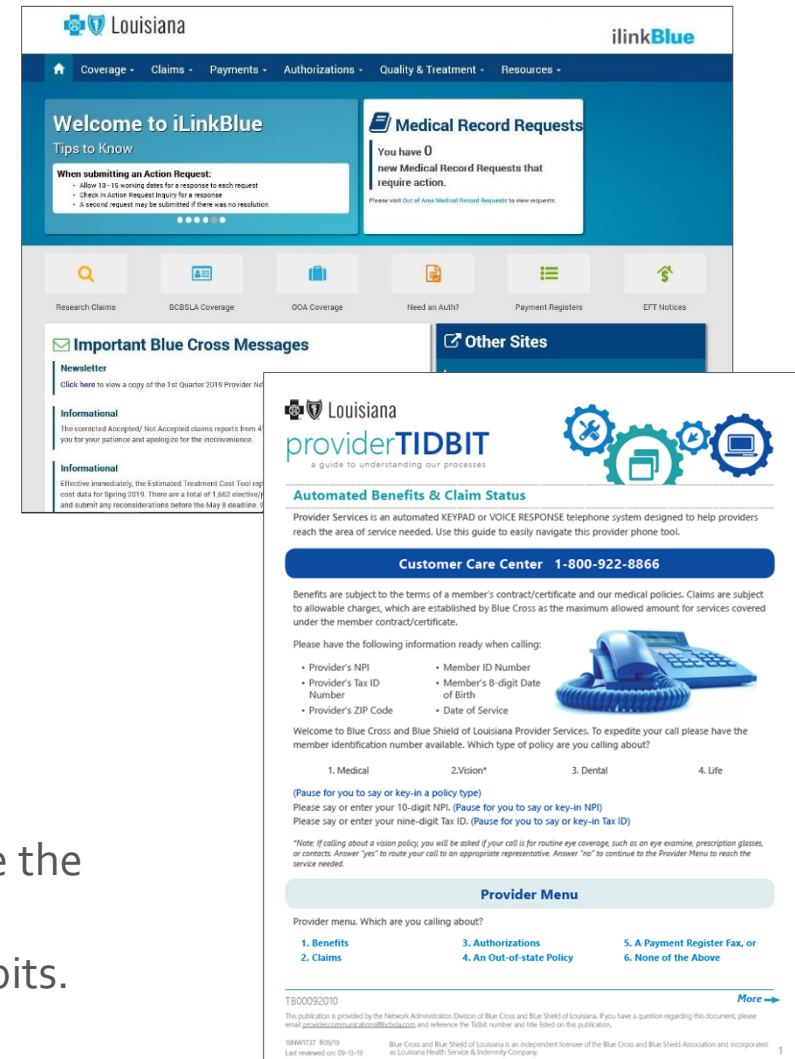 Louisiana
ilinkBlue
Coverage Claims Payments Authorizations Quality & Treatment Resources
Welcome to iLinkBlue
Tips to Know
When submitting an Action Request:
• Allow 10 - 15 working dates for a response to each request
• Check in Action Request Inquiry for a response
• A second request may be submitted if there was no resolution
Medical Record Requests
You have 0
new Medical Record Requests that
require action.
Please visit Out of Area Medical Record Requests to view requests.
Research Claims BCBSLA Coverage OOA Coverage Need an Auth? Payment Registers EFT Notices
Important Blue Cross Messages
Newsletter
Click here to view a copy of the 1st Quarter 2019 Provider
Informational
The corrected Accepted/ Not Accepted claims reports from
you for your patience and apologize for the inconvenience.
Informational
Effective immediately, the Estimated Treatment Cost Tool
cost data for Spring 2019. There are a total of 1,662
and submit any reconsiderations before the May 8 deadline.
Other Sites
Louisiana
providerTIDBIT
a guide to understanding our processes
Automated Benefits & Claim Status
Provider Services is an automated KEYPAD or VOICE RESPONSE telephone system designed to help providers
reach the area of service needed. Use this guide to easily navigate this provider phone tool.
Customer Care Center 1-800-922-8866
Benefits are subject to the terms of a member's contract/certificate and our medical policies. Claims are subject
to allowable charges, which are established by Blue Cross as the maximum allowed amount for services covered
under the member contract/certificate.
Please have the following information ready when calling:
• Provider's NPI
• Provider's Tax ID
Number
• Provider's ZIP Code
• Member ID Number
• Member's 8-digit Date
of Birth
• Date of Service
Welcome to Blue Cross and Blue Shield of Louisiana Provider Services. To expedite your call please have the
member identification number available. Which type of policy are you calling about?
1. Medical 2.Vision* 3. Dental 4. Life
(Pause for you to say or key-in a policy type)
Please say or enter your 10-digit NPI. (Pause for you to say or key-in NPI)
Please say or enter your nine-digit Tax ID. (Pause for you to say or key-in Tax ID)
*Note: If calling about a vision policy, you will be asked if your call is for routine eye coverage, such as an eye examine, prescription glasses,
or contacts. Answer "yes" to route your call to an appropriate representative. Answer "no" to continue to the Provider Menu to reach the
service needed.
Provider Menu
Provider menu. Which are you calling about?
1. Benefits 3. Authorizations 5. A Payment Register Fax, or
2. Claims 4. An Out-of-state Policy 6. None of the Above
More
TB00092010
This publication is provided by the Network Administration Division of Blue Cross and Blue Shield of Louisiana. If you have a question regarding this document, please
email providercommunications@bcbsla.com and reference the Tidbit number and title listed on this publication.
18NW1737 R09/19
Last reviewed on: 09-13-19
Blue Cross and Blue Shield of Louisiana is an independent licensee of the Blue Cross and Blue Shield Association and incorporated
as Louisiana Health Service & Indemnity Company.
1
the
bits.